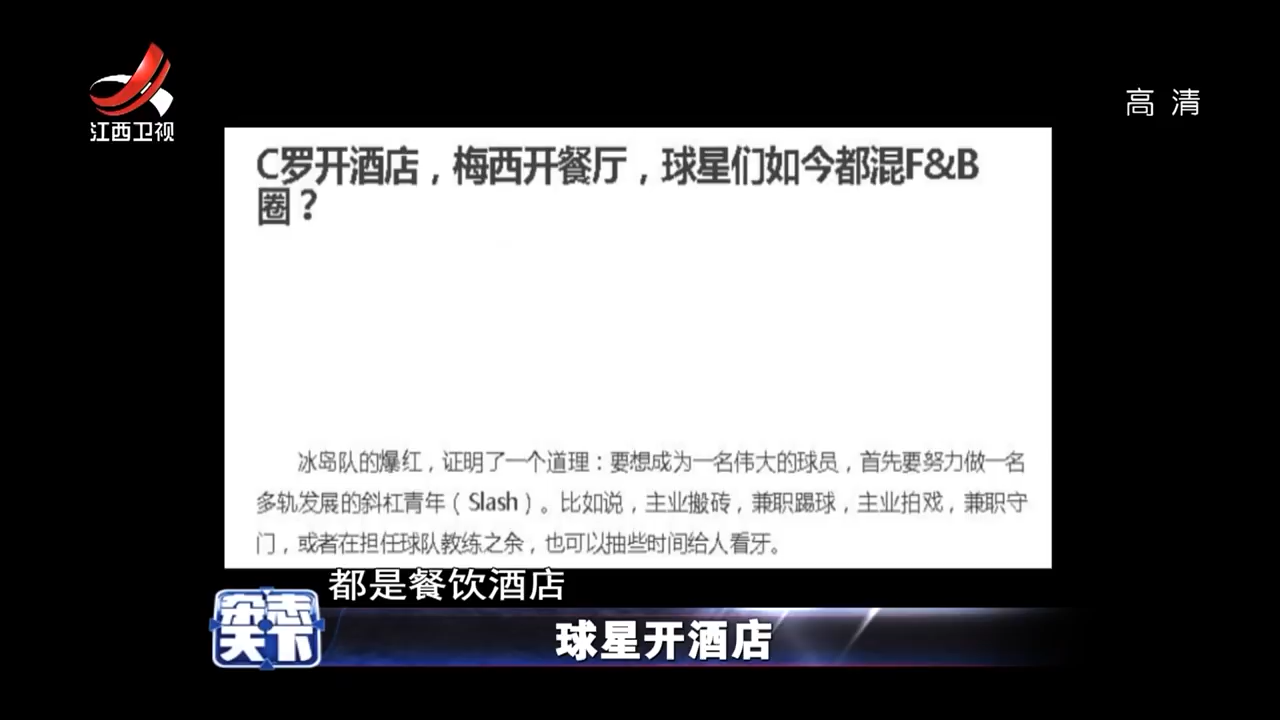 江西卫视
高清
C罗开酒店，梅西开餐厅，球星们如今都混F&B
圈？
冰岛队的爆红，证明了一个道理：要想成为一名伟大的球员，首先要努力做一名
多轨发展的斜杠青年（Slash）。比如说，主业搬砖，兼职踢球，主业拍戏，兼职守
门，或者在担任球队教练之余，也可以抽些时间给人看牙。
都是餐饮酒店
杂志
天下
球星开酒店